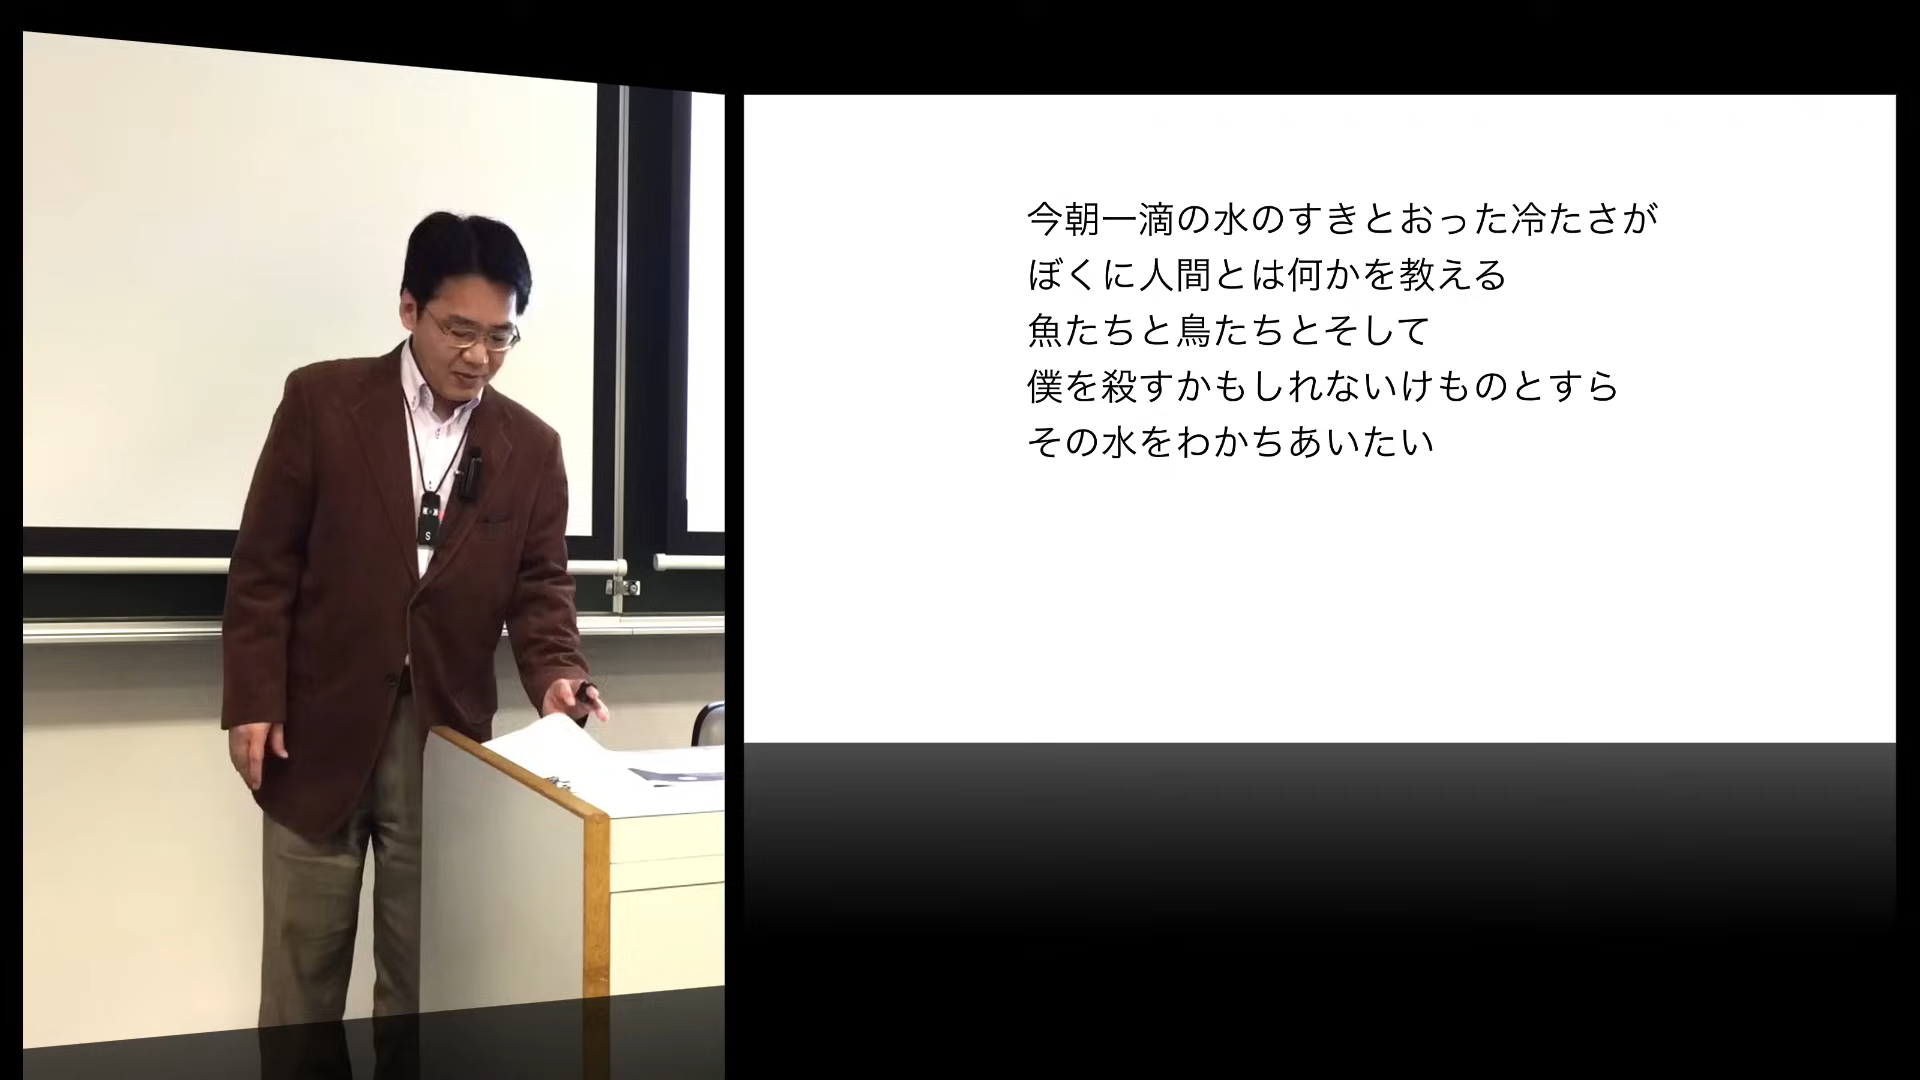 今朝一滴の水のすきとおった冷たさが
ぼくに人間とは何かを教える
魚たちと鳥たちとそして
僕を殺すかもしれないけものとすら
その水をわかちあいたい
S